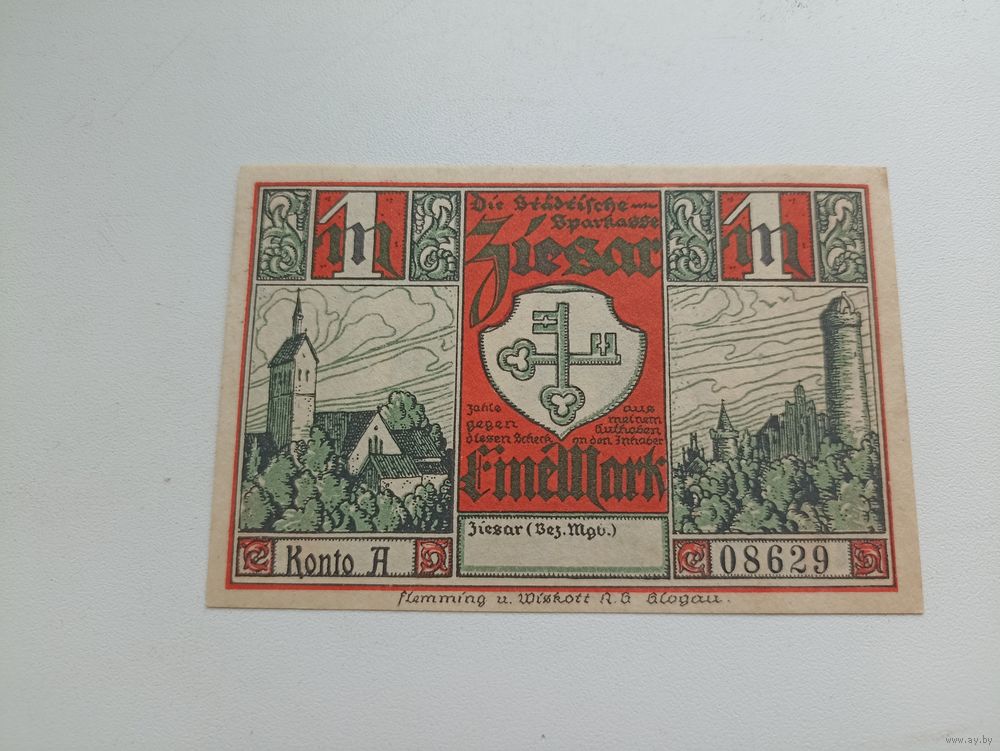 1 m
Die Städtische
Sparkasse
Ziesar
1 m
zahle
gegen
diesen Scheck
aus
meinem
Guthaben
an den Inhaber
Eine Mark
Ziesar (Bez. Mgb.)
Konto A
08629
Flemming u. Wiskott A. G. Glogau.
www.ay.by